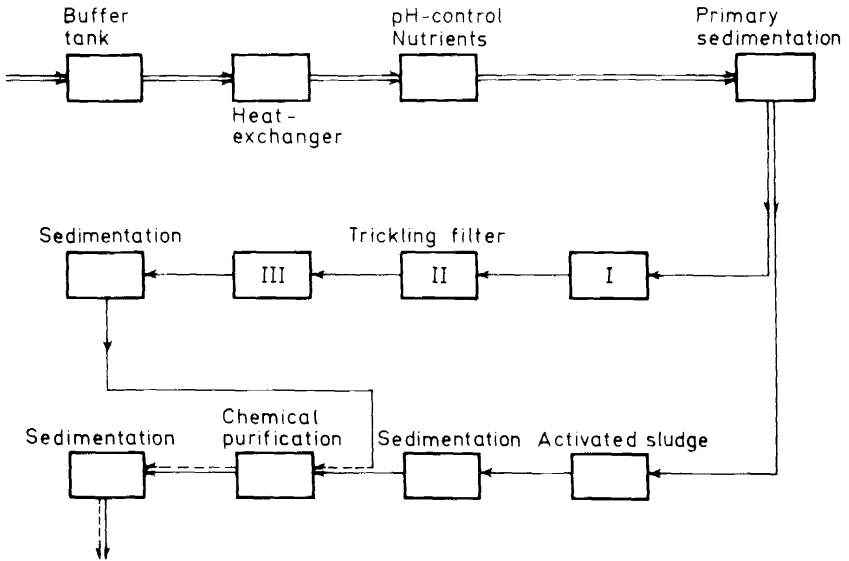 Buffer
tank
pH-control
Nutrients
Primary
sedimentation
Heat-
exchanger
Sedimentation
Trickling filter
III
II
I
Chemical
purification
Sedimentation
Sedimentation
Activated sludge